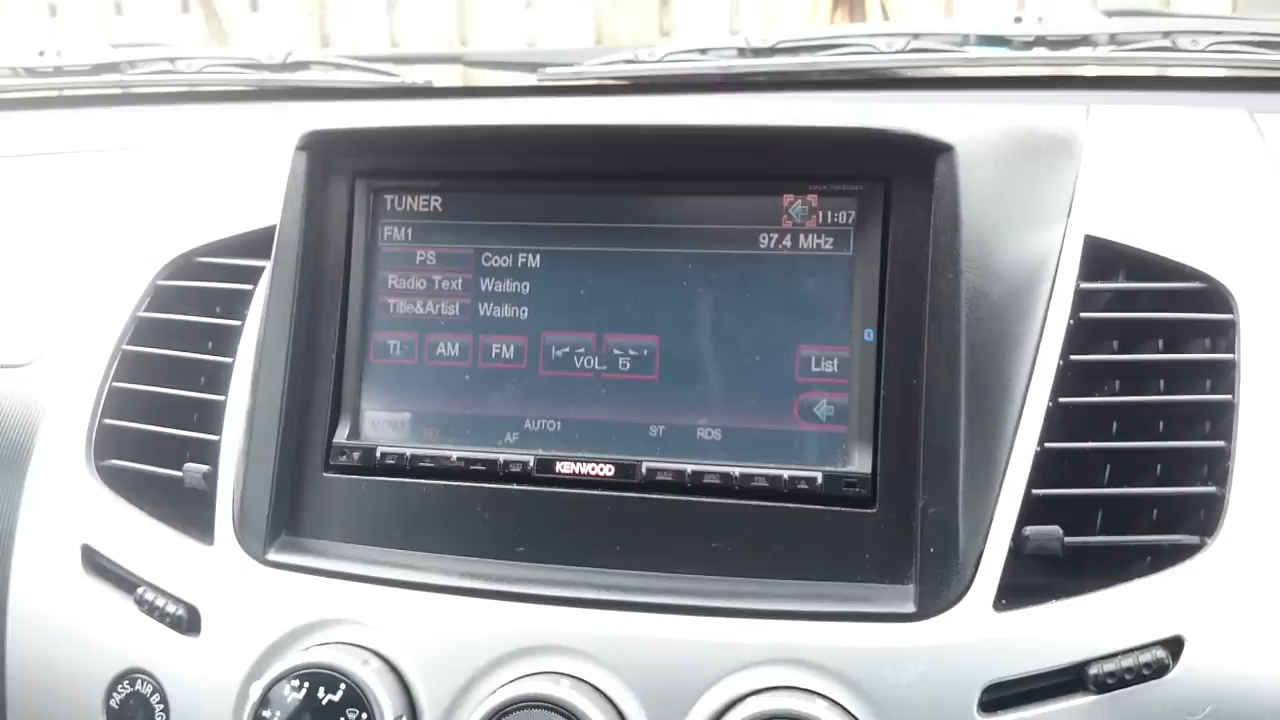 TUNER
11:07
FM1
97.4 MHz
PS Cool FM
Radio Text Waiting
Title&Artist Waiting
TI AM FM
VOL. 5
List
MENU
AUTO1
AF
ST RDS
KENWOOD
PASS. AIR BAG